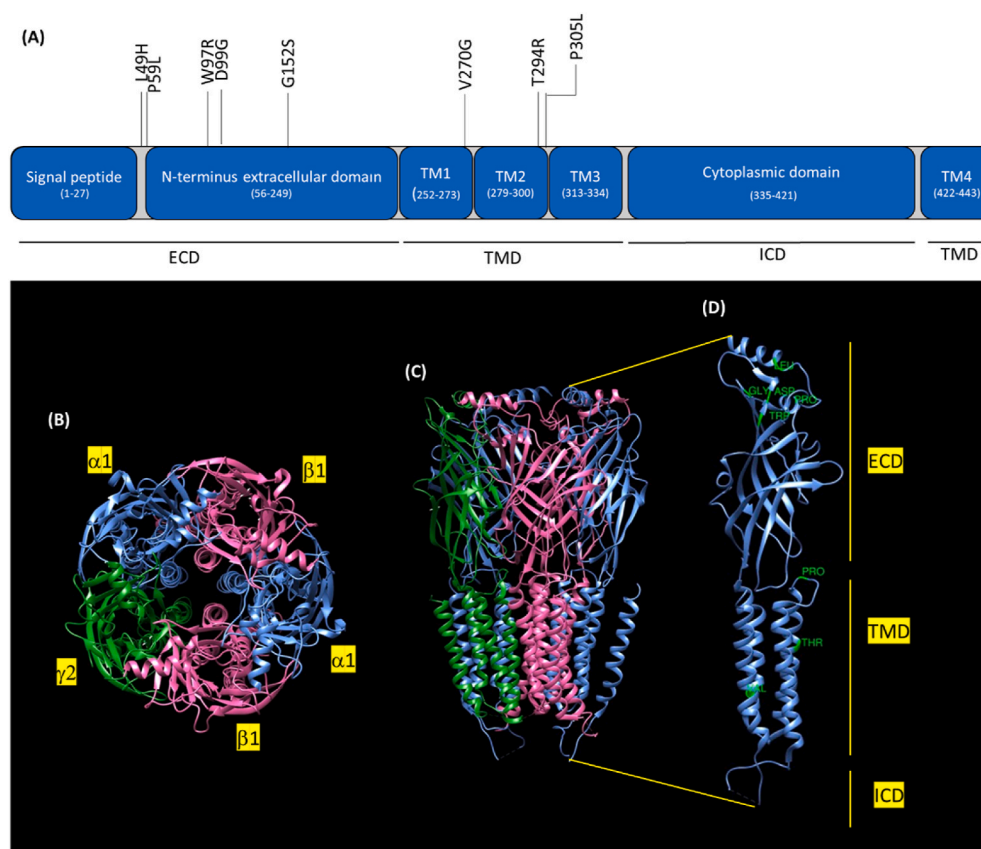 (A)
L49H
P59L
W97R
D99G
G152S
V270G
T294R
P305L
Signal peptide
(1-27)
N-terminus extracellular domain
(56-249)
TM1
(252-273)
TM2
(279-300)
TM3
(313-334)
Cytoplasmic domain
(335-421)
TM4
(422-443)
ECD
TMD
ICD
TMD
(B)
α1
β1
γ2
α1
β1
(C)
(D)
LEU
GLY
ASP
PRO
TRP
ECD
PRO
THR
TMD
ICD